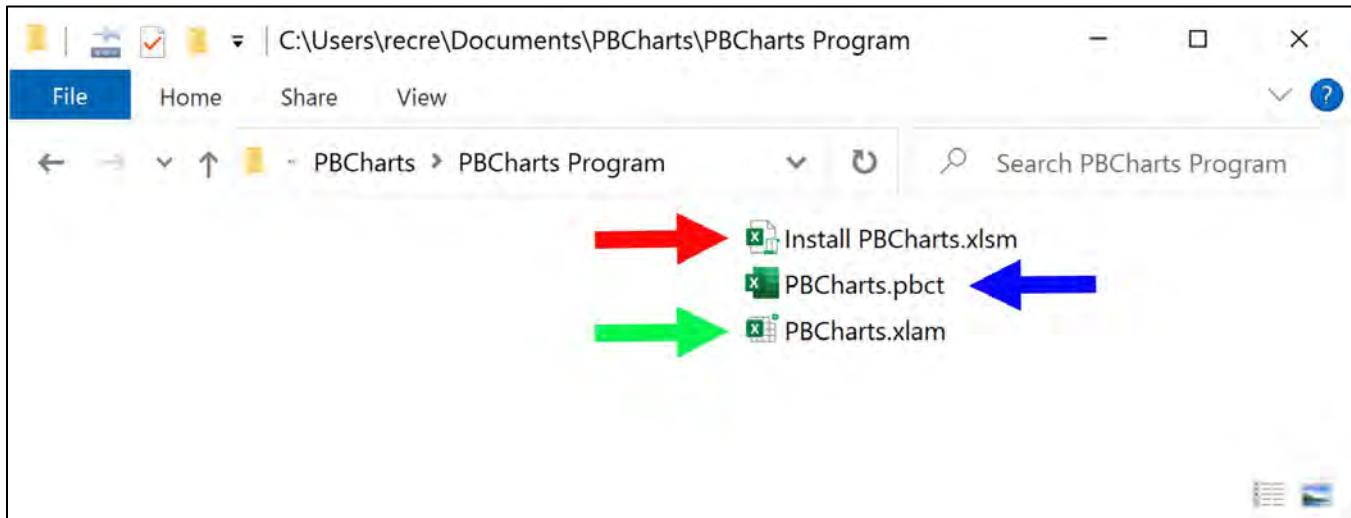 C:\Users\recre\Documents\PBCharts\PBCharts Program
File Home Share View
?
PBCharts > PBCharts Program Search PBCharts Program
Install PBCharts.xlsm
PBCharts.pbct
PBCharts.xlam